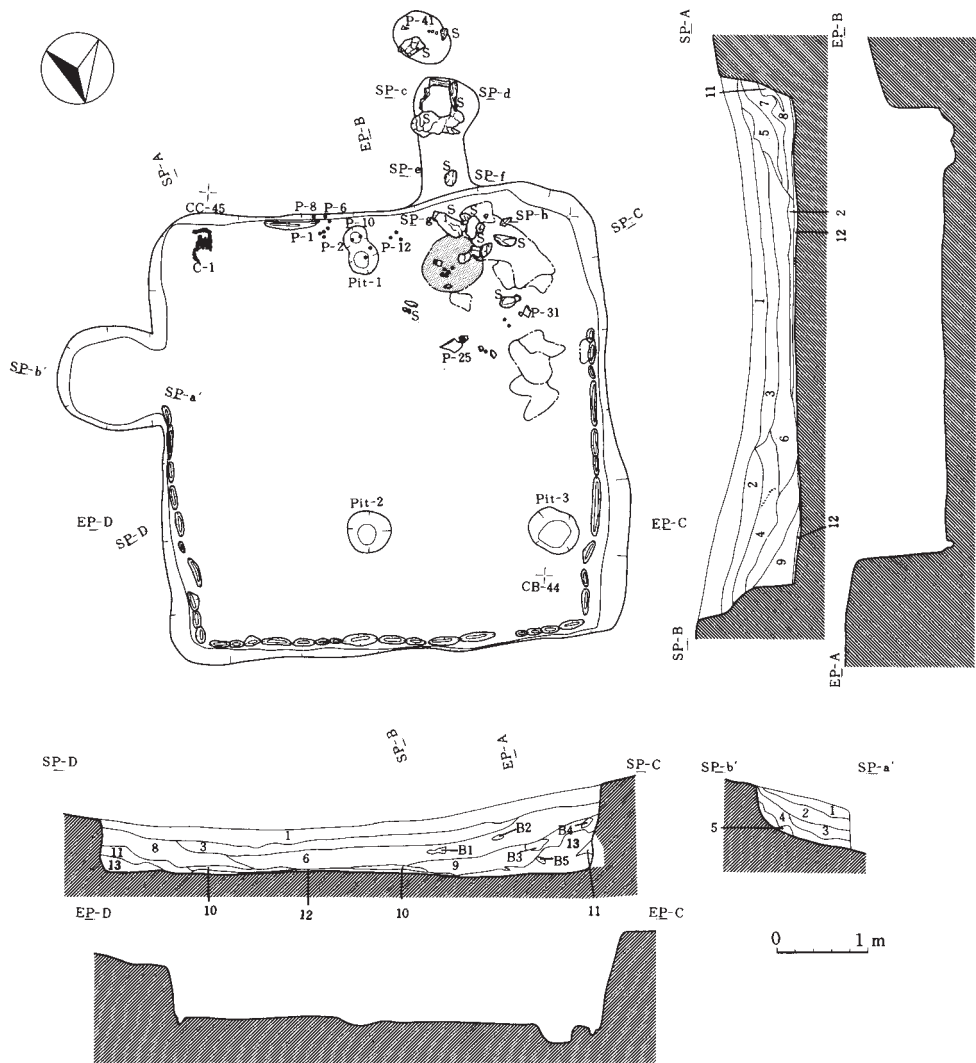 P-41
S
S
SP-c
SP-d
S
S
EP-B
SP-e
S
SP-f
SP-A
CC-45
P-8
P-6
P-10
SP-g
SP-h
SP-C
P-1
P-2
P-12
S
C-1
Pit-1
S
S
P-31
P-25
SP-b′
SP-a′
Pit-2
Pit-3
EP-D
SP-D
EP-C
CB-44
SP-A
EP-B
11
7
8
5
2
12
1
3
6
2
4
12
9
SP-B
EP-A
SP-D
SP-B
EP-A
SP-C
1
B2
B4
11
8
3
B1
13
13
6
9
B3
B5
10
12
10
11
EP-D
EP-C
SP-b′
SP-a′
2
1
4
3
5
0 1 m